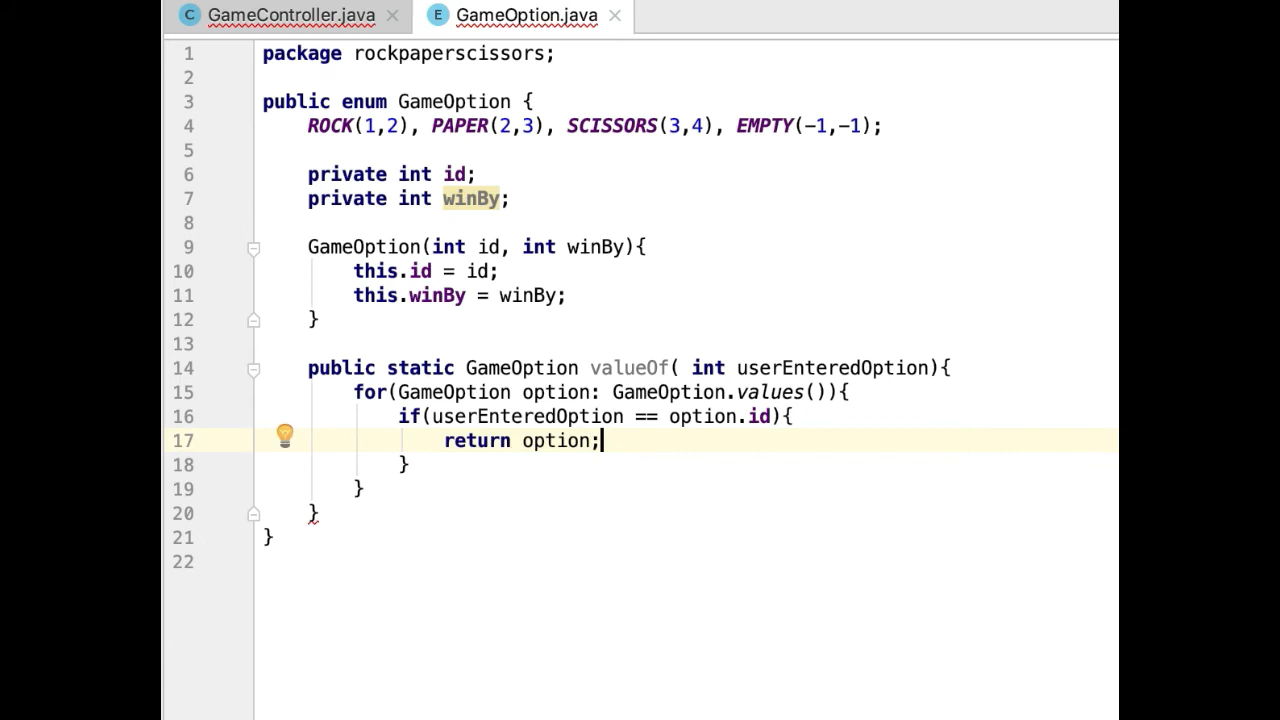 C GameController.java × E GameOption.java ×
1 package rockpaperscissors;
2
3 public enum GameOption {
4 ROCK(1,2), PAPER(2,3), SCISSORS(3,4), EMPTY(-1,-1);
5
6 private int id;
7 private int winBy;
8
9 GameOption(int id, int winBy){
10 this.id = id;
11 this.winBy = winBy;
12 }
13
14 public static GameOption valueOf( int userEnteredOption){
15 for(GameOption option: GameOption.values()){
16 if(userEnteredOption == option.id){
17 return option;
18 }
19 }
20 }
21 }
22